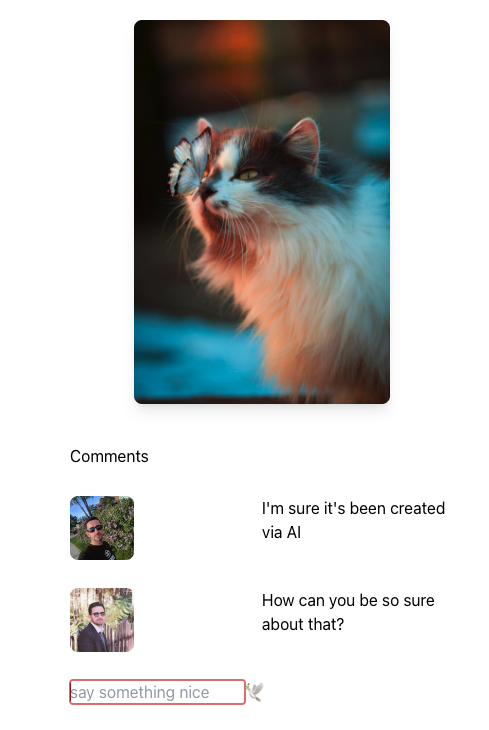 Comments
I'm sure it's been created
via AI
How can you be so sure
about that?
say something nice